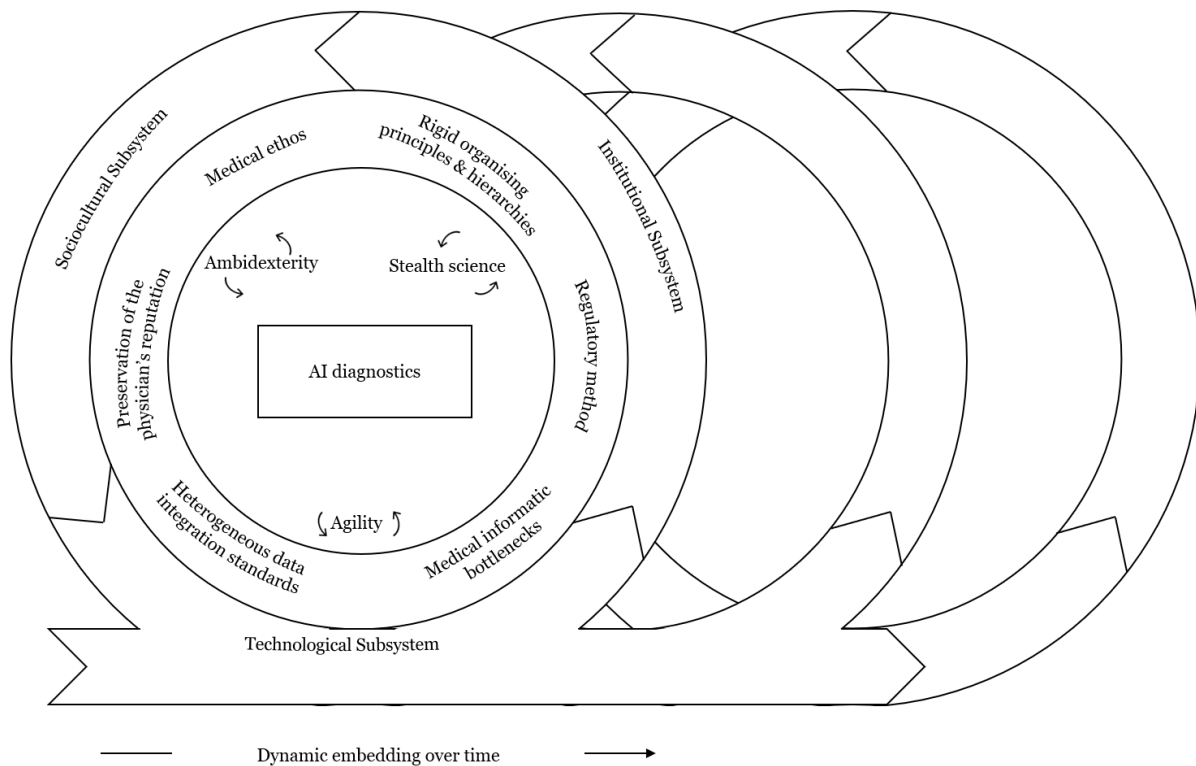 Sociocultural Subsystem
Medical ethos
Rigid organising
principles & hierarchies
Institutional Subsystem
Ambidexterity
Stealth science
Preservation of the
physician's reputation
AI diagnostics
Regulatory method
Heterogeneous data
integration standards
Agility
Medical informatic
bottlenecks
Technological Subsystem
Dynamic embedding over time